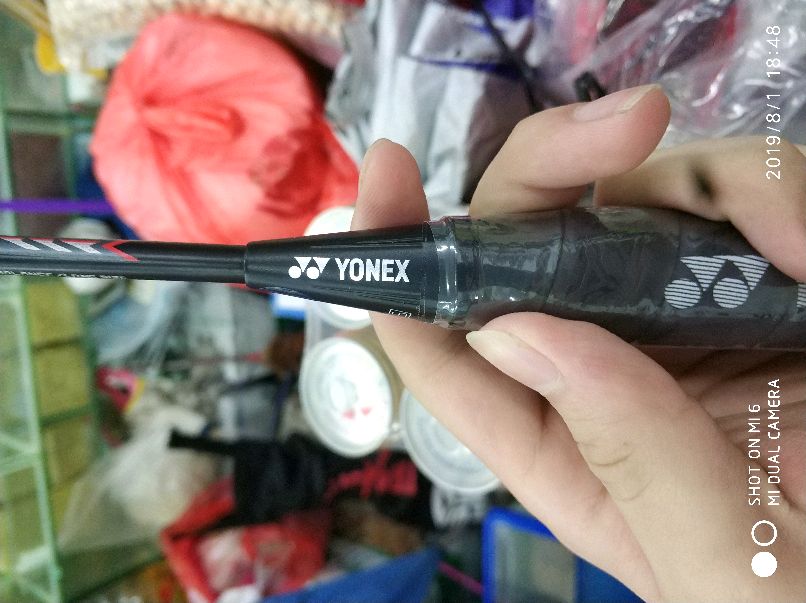 YONEX
2019/8/1 18:48
SHOT ON MI 6
MI DUAL CAMERA